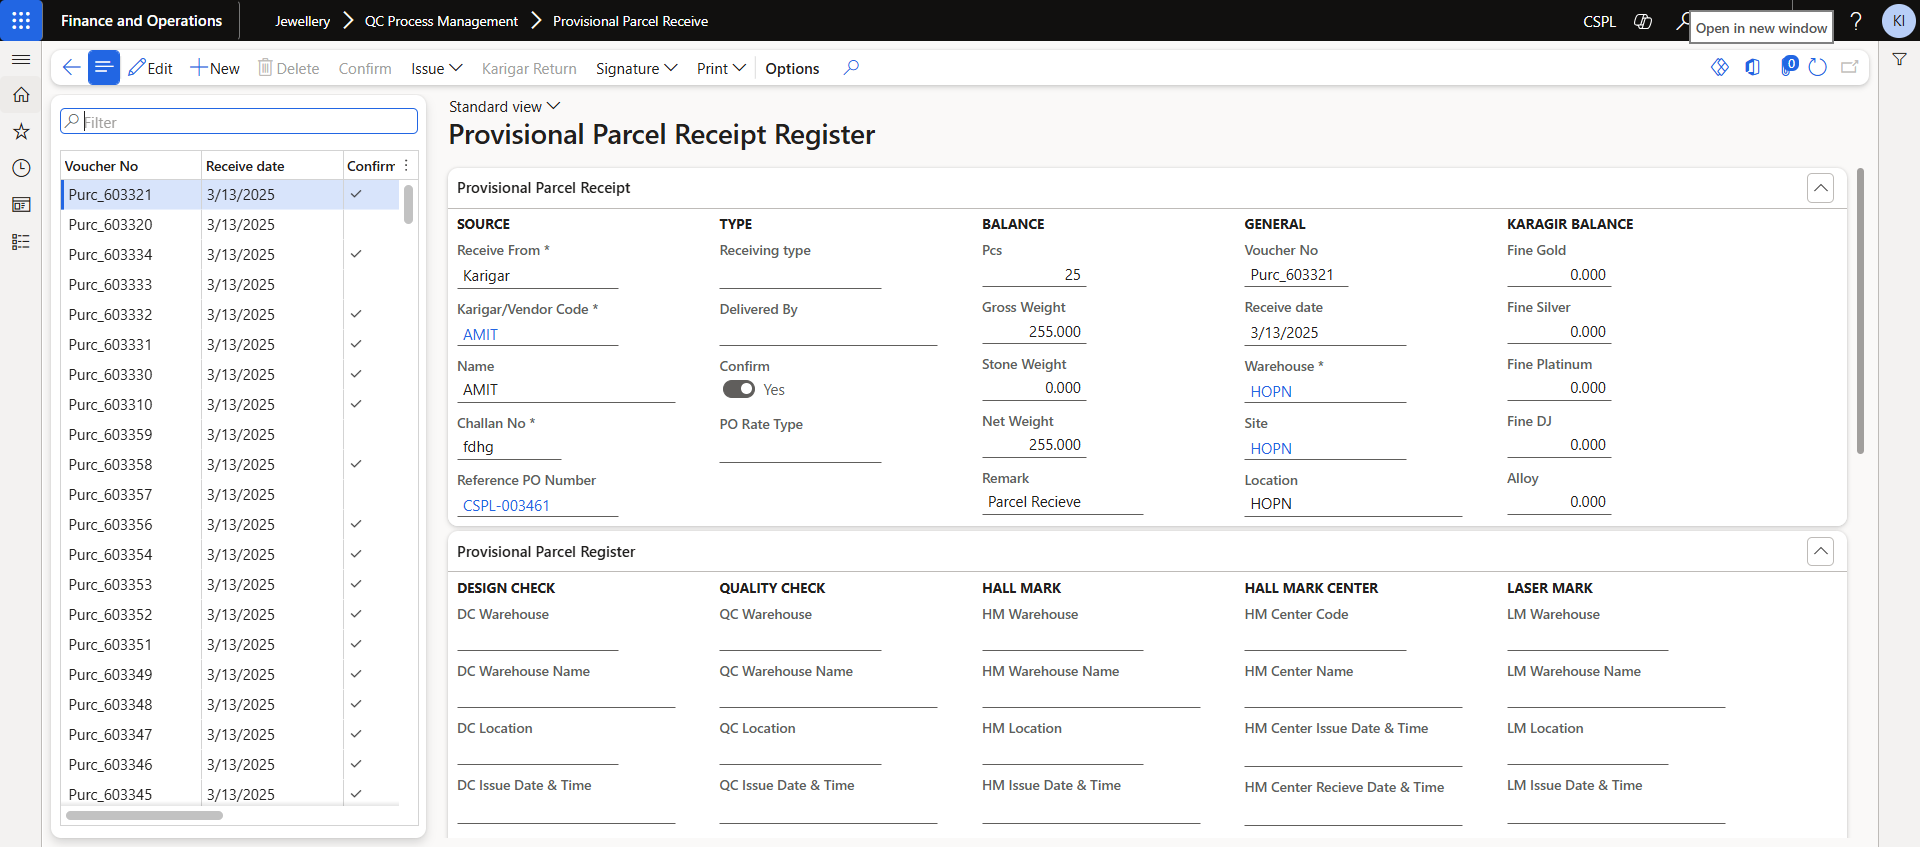 Finance and Operations
Jewellery > QC Process Management > Provisional Parcel Receive
CSPL
Open in new window
?
KI
Edit
New
Delete
Confirm
Issue
Karigar Return
Signature
Print
Options
0
Filter
Voucher No Receive date Confirm
Purc_603321 3/13/2025
Purc_603320 3/13/2025
Purc_603334 3/13/2025
Purc_603333 3/13/2025
Purc_603332 3/13/2025
Purc_603331 3/13/2025
Purc_603330 3/13/2025
Purc_603310 3/13/2025
Purc_603359 3/13/2025
Purc_603358 3/13/2025
Purc_603357 3/13/2025
Purc_603356 3/13/2025
Purc_603354 3/13/2025
Purc_603353 3/13/2025
Purc_603352 3/13/2025
Purc_603351 3/13/2025
Purc_603349 3/13/2025
Purc_603348 3/13/2025
Purc_603347 3/13/2025
Purc_603346 3/13/2025
Purc_603345 3/13/2025
Standard view
Provisional Parcel Receipt Register
Provisional Parcel Receipt
SOURCE
Receive From *
Karigar
Karigar/Vendor Code *
AMIT
Name
AMIT
Challan No *
fdhg
Reference PO Number
CSPL-003461
TYPE
Receiving type
Delivered By
Confirm
Yes
PO Rate Type
BALANCE
Pcs
25
Gross Weight
255.000
Stone Weight
0.000
Net Weight
255.000
Remark
Parcel Recieve
GENERAL
Voucher No
Purc_603321
Receive date
3/13/2025
Warehouse *
HOPN
Site
HOPN
Location
HOPN
KARAGIR BALANCE
Fine Gold
0.000
Fine Silver
0.000
Fine Platinum
0.000
Fine DJ
0.000
Alloy
0.000
Provisional Parcel Register
DESIGN CHECK
DC Warehouse
DC Warehouse Name
DC Location
DC Issue Date & Time
QUALITY CHECK
QC Warehouse
QC Warehouse Name
QC Location
QC Issue Date & Time
HALL MARK
HM Warehouse
HM Warehouse Name
HM Location
HM Issue Date & Time
HALL MARK CENTER
HM Center Code
HM Center Name
HM Center Issue Date & Time
HM Center Recieve Date & Time
LASER MARK
LM Warehouse
LM Warehouse Name
LM Location
LM Issue Date & Time